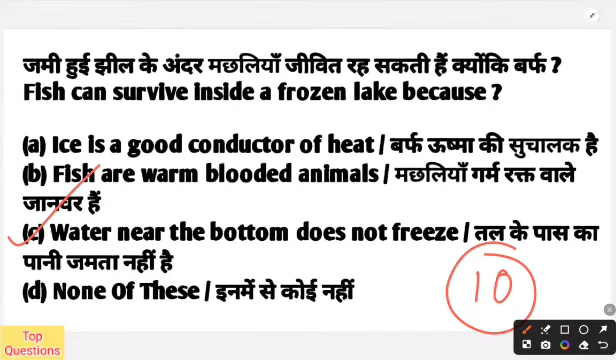 जमी हुई झील के अंदर मछलियाँ जीवित रह सकती हैं क्योंकि बर्फ ?
Fish can survive inside a frozen lake because ?
(a) Ice is a good conductor of heat / बर्फ ऊष्मा की सुचालक है
(b) Fish are warm blooded animals / मछलियाँ गर्म रक्त वाले
जानवर हैं
(c) Water near the bottom does not freeze / तल के पास का
पानी जमता नहीं है
(d) None Of These / इनमें से कोई नहीं
10
Top
Questions